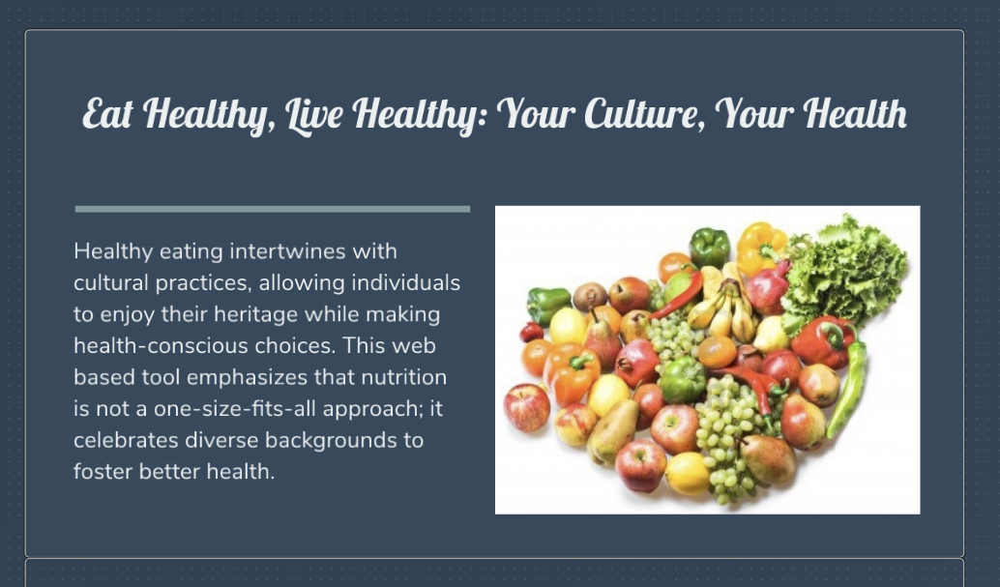 Eat Healthy, Live Healthy: Your Culture, Your Health
Healthy eating intertwines with
cultural practices, allowing individuals
to enjoy their heritage while making
health-conscious choices. This web
based tool emphasizes that nutrition
is not a one-size-fits-all approach; it
celebrates diverse backgrounds to
foster better health.